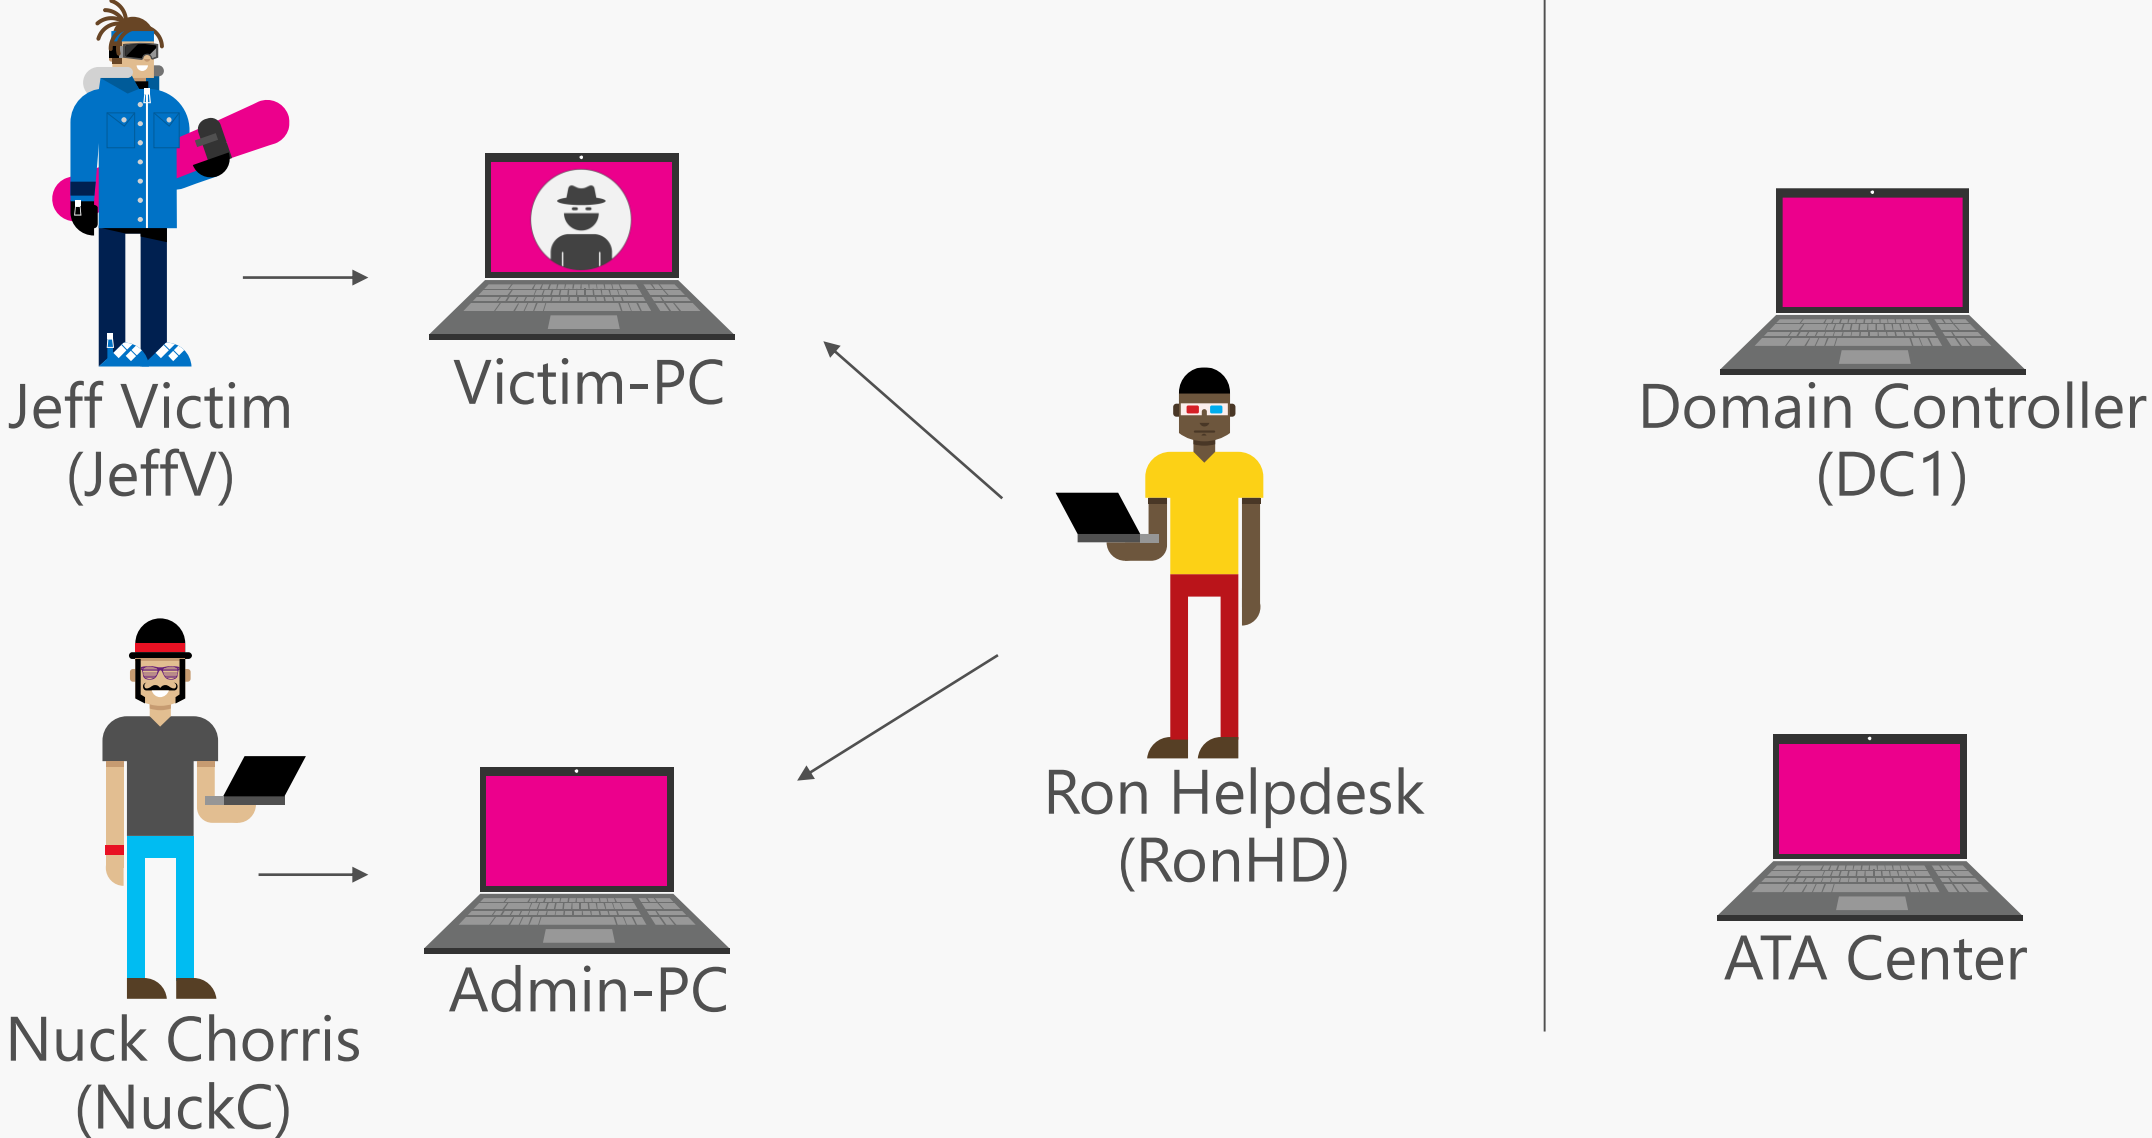 Jeff Victim
(JeffV)
Victim-PC
Nuck Chorris
(NuckC)
Admin-PC
Ron Helpdesk
(RonHD)
Domain Controller
(DC1)
ATA Center